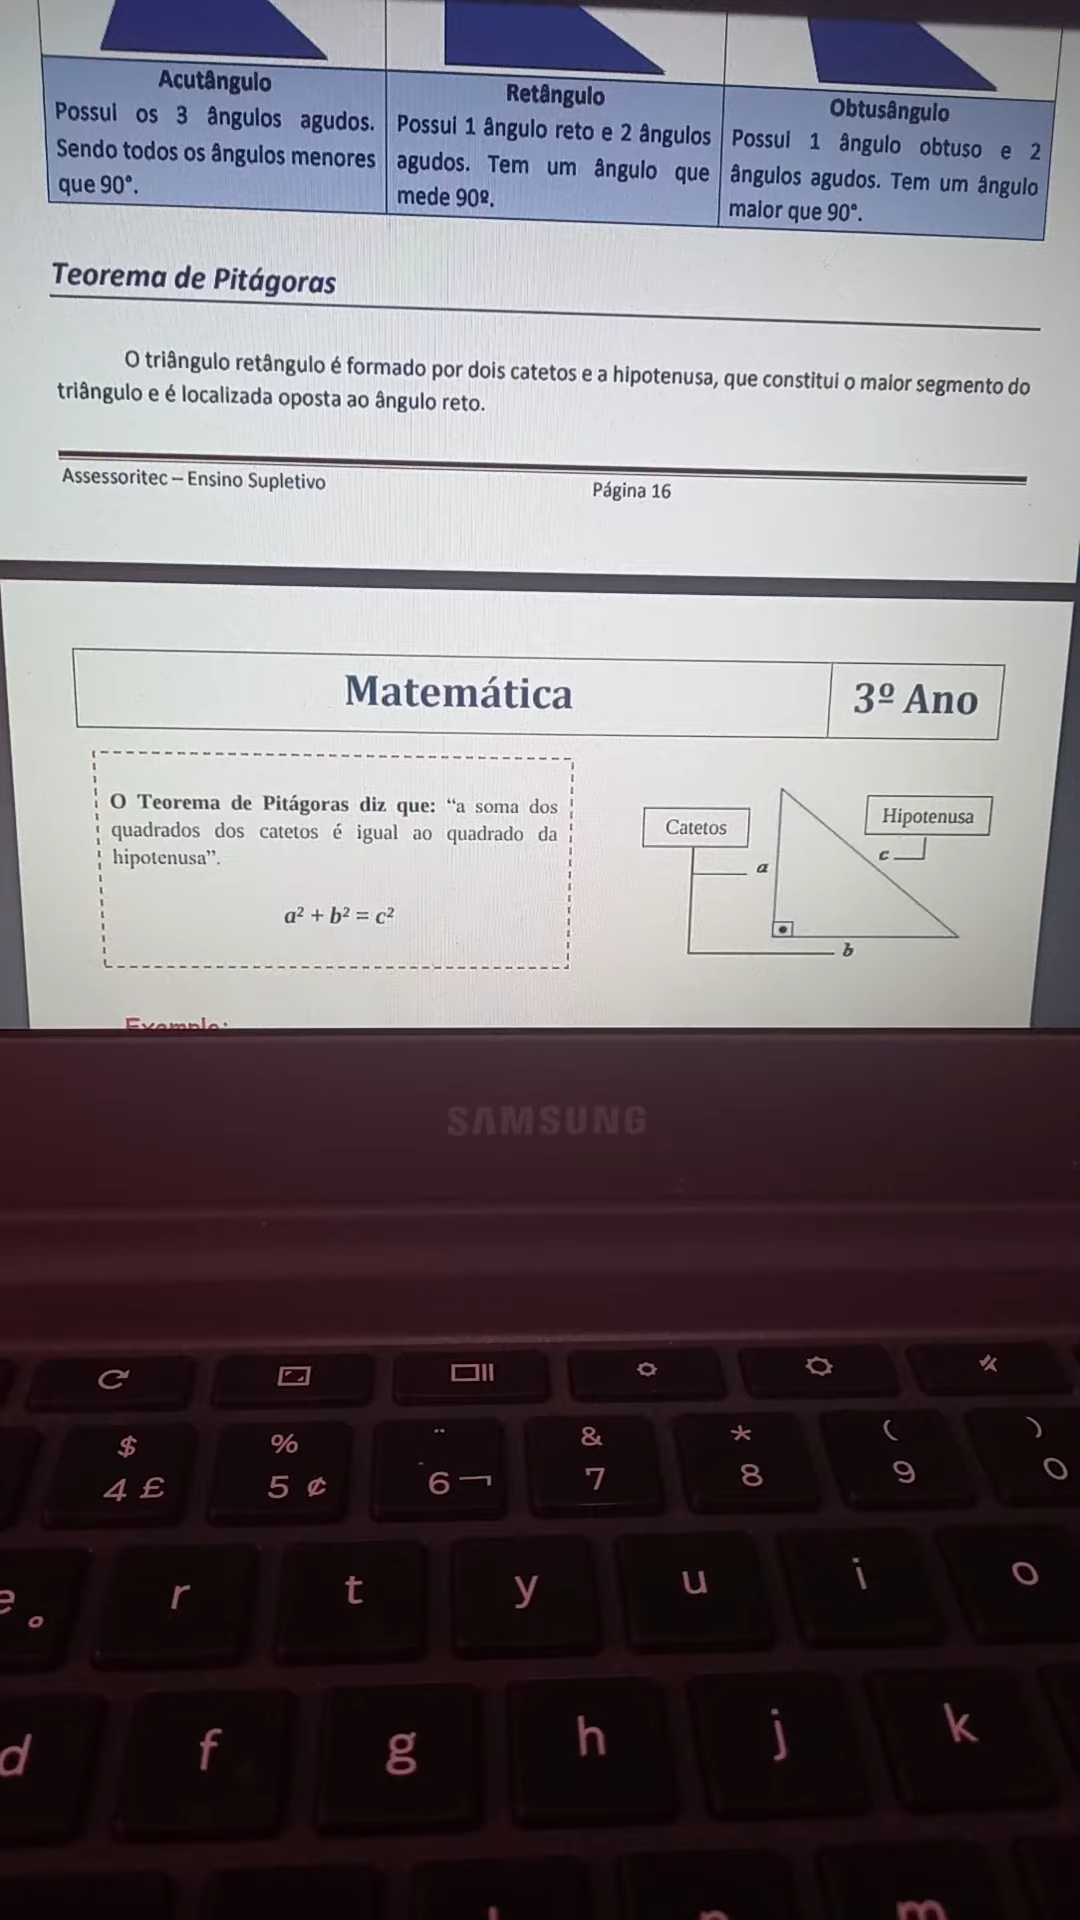 Acutângulo
Possui os 3 ângulos agudos.
Sendo todos os ângulos menores
que 90°.
Retângulo
Possui 1 ângulo reto e 2 ângulos
agudos. Tem um ângulo que
mede 90º.
Obtusângulo
Possui 1 ângulo obtuso e 2
ângulos agudos. Tem um ângulo
maior que 90°.
Teorema de Pitágoras
O triângulo retângulo é formado por dois catetos e a hipotenusa, que constitui o maior segmento do
triângulo e é localizada oposta ao ângulo reto.
Assessoritec – Ensino Supletivo
Página 16
Matemática
3º Ano
O Teorema de Pitágoras diz que: “a soma dos
quadrados dos catetos é igual ao quadrado da
hipotenusa”.
a² + b² = c²
Catetos
Hipotenusa
a
c
b
Exemplo:
SAMSUNG
$ % ¨ & * ( )
4 £ 5 ¢ 6 ¬ 7 8 9 0
e ° r t y u i o
d f g h j k
m